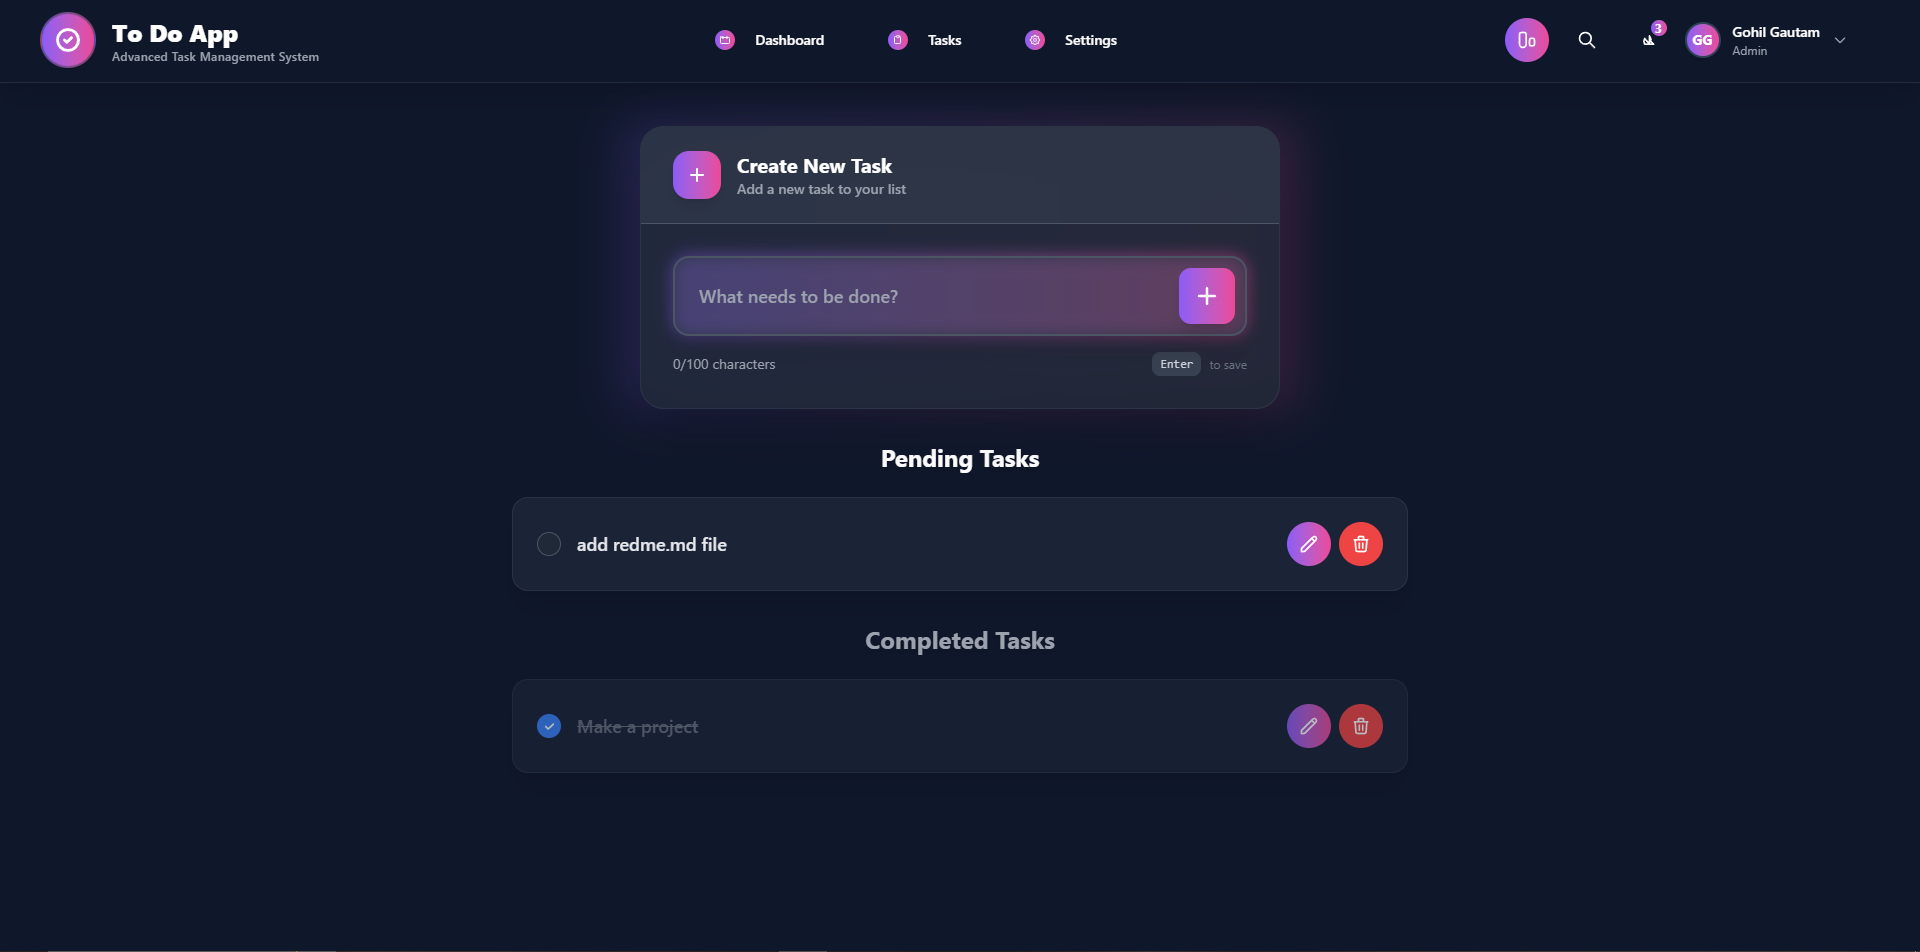 To Do App
Advanced Task Management System
Dashboard
Tasks
Settings
3
GG
Gohil Gautam
Admin
Create New Task
Add a new task to your list
What needs to be done?
0/100 characters
Enter to save
Pending Tasks
add redme.md file
Completed Tasks
Make a project